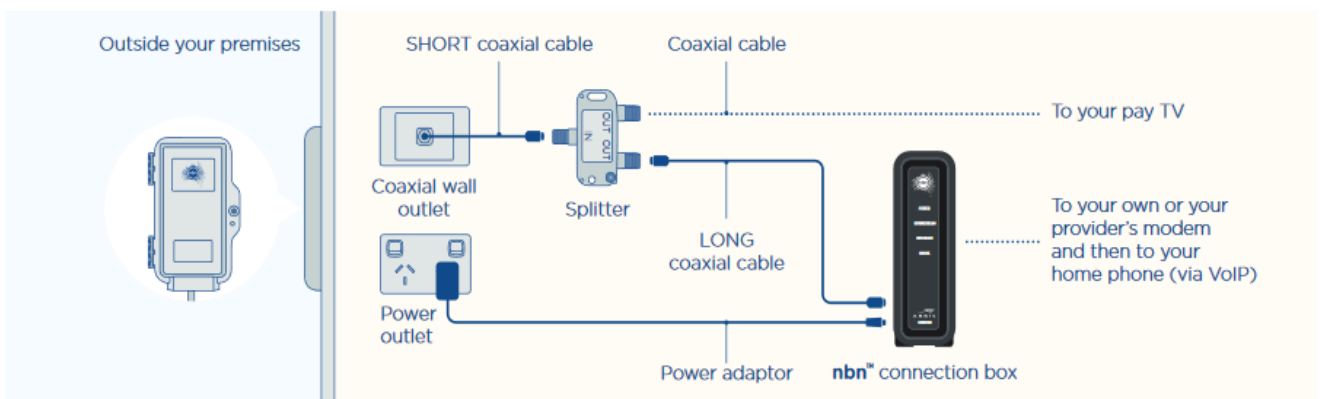 Outside your premises
SHORT coaxial cable
Coaxial cable
OUT OUT
IN
To your pay TV
Coaxial wall
outlet
Splitter
LONG
coaxial cable
To your own or your
provider's modem
and then to your
home phone (via VoIP)
Power
outlet
ARRIS
Power adaptor
nbn™ connection box